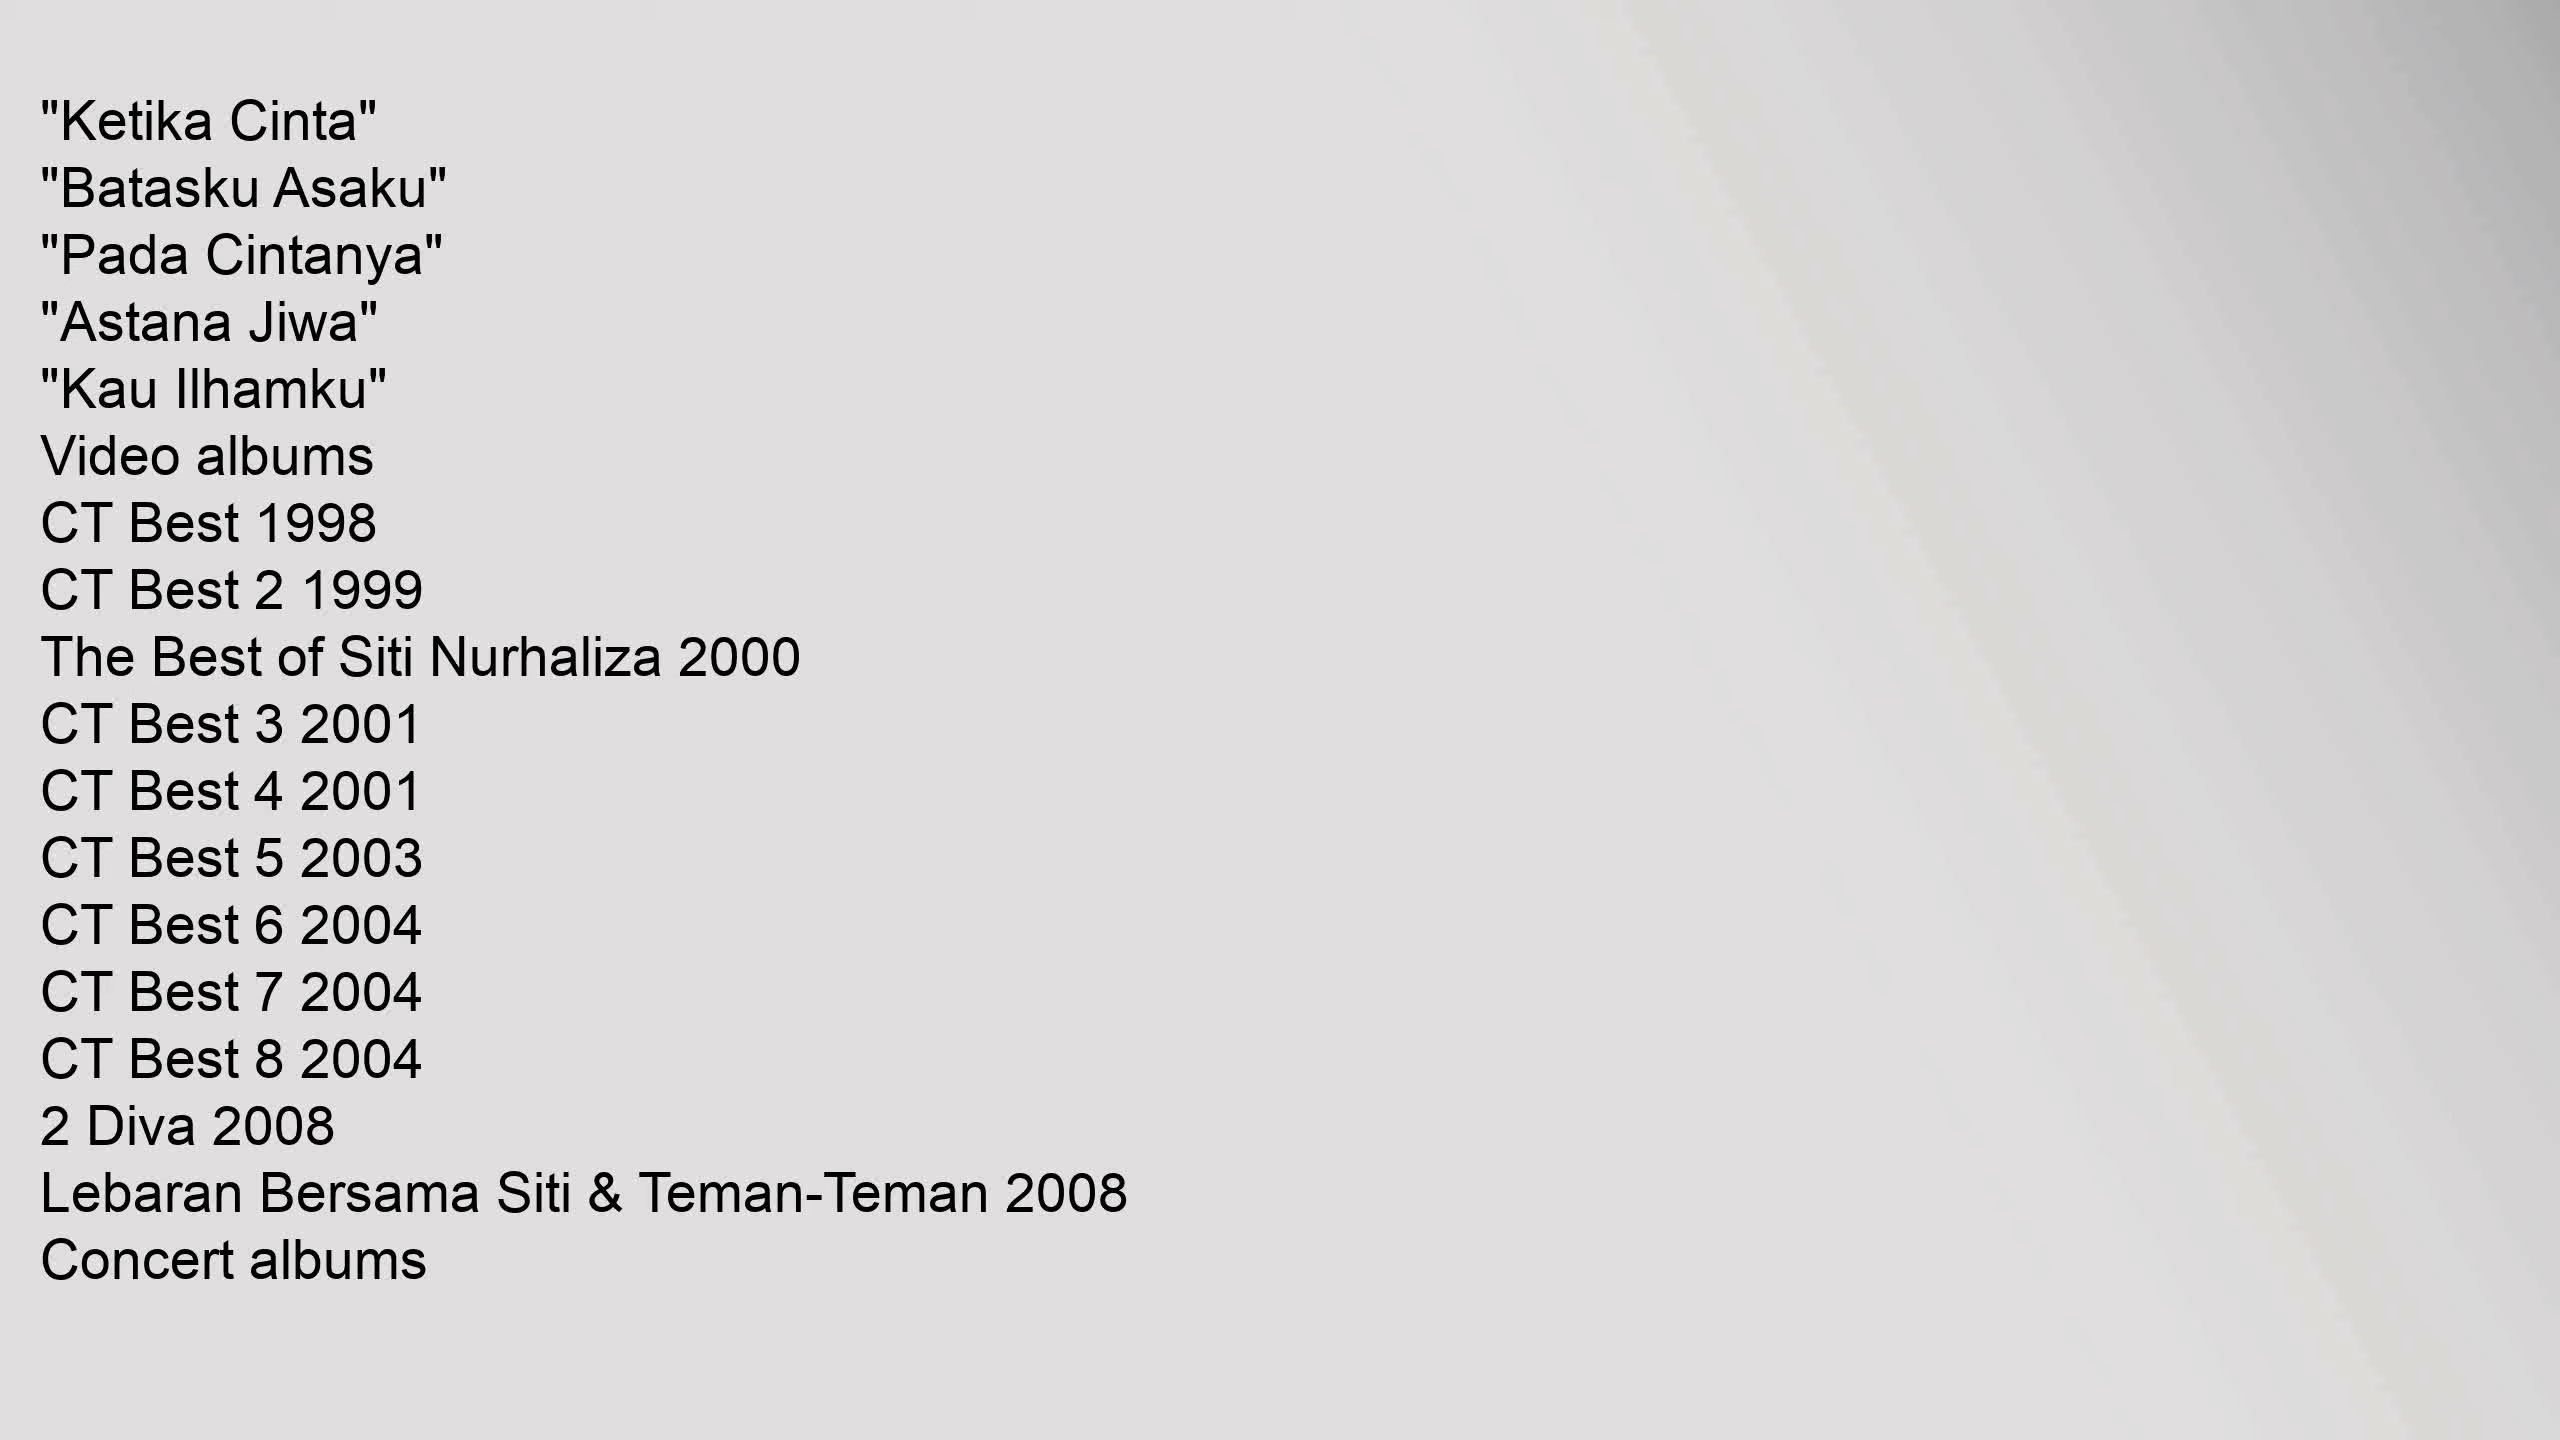 "Ketika Cinta"
"Batasku Asaku"
"Pada Cintanya"
"Astana Jiwa"
"Kau Ilhamku"
Video albums
CT Best 1998
CT Best 2 1999
The Best of Siti Nurhaliza 2000
CT Best 3 2001
CT Best 4 2001
CT Best 5 2003
CT Best 6 2004
CT Best 7 2004
CT Best 8 2004
2 Diva 2008
Lebaran Bersama Siti & Teman-Teman 2008
Concert albums